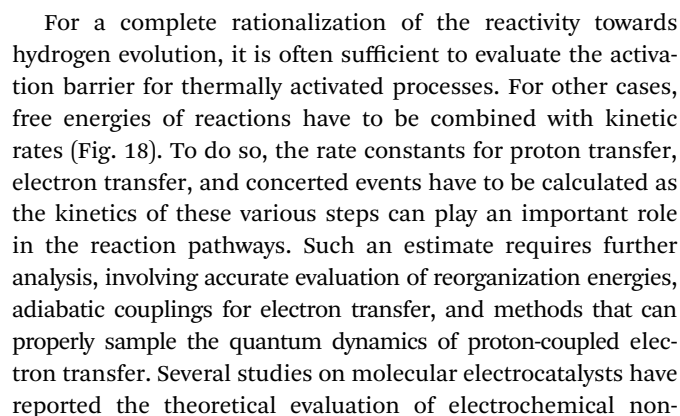 For a complete rationalization of the reactivity towards
hydrogen evolution, it is often sufficient to evaluate the activa-
tion barrier for thermally activated processes. For other cases,
free energies of reactions have to be combined with kinetic
rates (Fig. 18). To do so, the rate constants for proton transfer,
electron transfer, and concerted events have to be calculated as
the kinetics of these various steps can play an important role
in the reaction pathways. Such an estimate requires further
analysis, involving accurate evaluation of reorganization energies,
adiabatic couplings for electron transfer, and methods that can
properly sample the quantum dynamics of proton-coupled elec-
tron transfer. Several studies on molecular electrocatalysts have
reported the theoretical evaluation of electrochemical non-